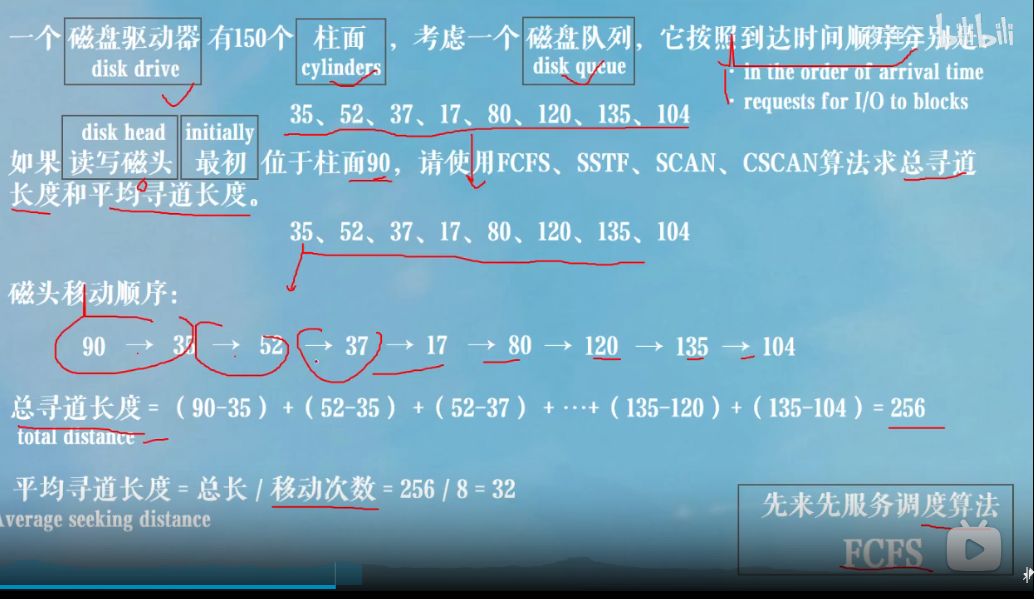 一个 磁盘驱动器 有150个 柱面 ，考虑一个 磁盘队列，它按照到达时间顺序分别是：
disk drive cylinders disk queue · in the order of arrival time
· requests for I/O to blocks
35、52、37、17、80、120、135、104
disk head initially
如果 读写磁头 最初 位于柱面90，请使用FCFS、SSTF、SCAN、CSCAN算法求总寻道
长度和平均寻道长度。
35、52、37、17、80、120、135、104
磁头移动顺序：
90 → 35 → 52 → 37 → 17 → 80 → 120 → 135 → 104
总寻道长度 =（90-35）+（52-35）+（52-37）+ …+（135-120）+（135-104）= 256
total distance
平均寻道长度 = 总长 / 移动次数 = 256 / 8 = 32
Average seeking distance
先来先服务调度算法
FCFS
bilibili